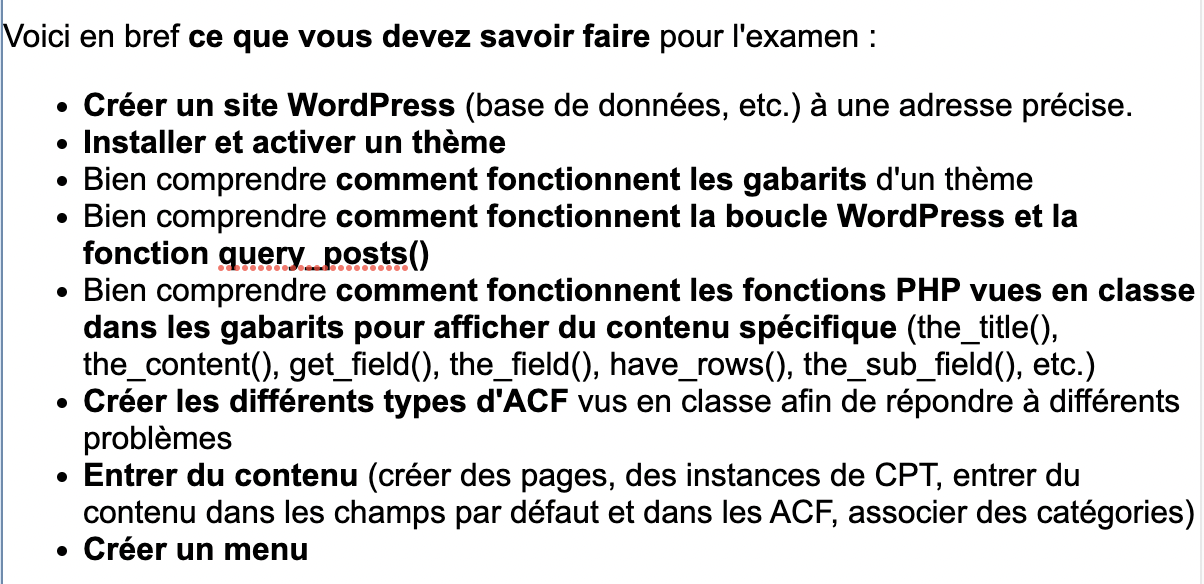 Voici en bref ce que vous devez savoir faire pour l'examen :
• Créer un site WordPress (base de données, etc.) à une adresse précise.
• Installer et activer un thème
• Bien comprendre comment fonctionnent les gabarits d'un thème
• Bien comprendre comment fonctionnent la boucle WordPress et la
fonction query_posts()
• Bien comprendre comment fonctionnent les fonctions PHP vues en classe
dans les gabarits pour afficher du contenu spécifique (the_title(),
the_content(), get_field(), the_field(), have_rows(), the_sub_field(), etc.)
• Créer les différents types d'ACF vus en classe afin de répondre à différents
problèmes
• Entrer du contenu (créer des pages, des instances de CPT, entrer du
contenu dans les champs par défaut et dans les ACF, associer des catégories)
• Créer un menu